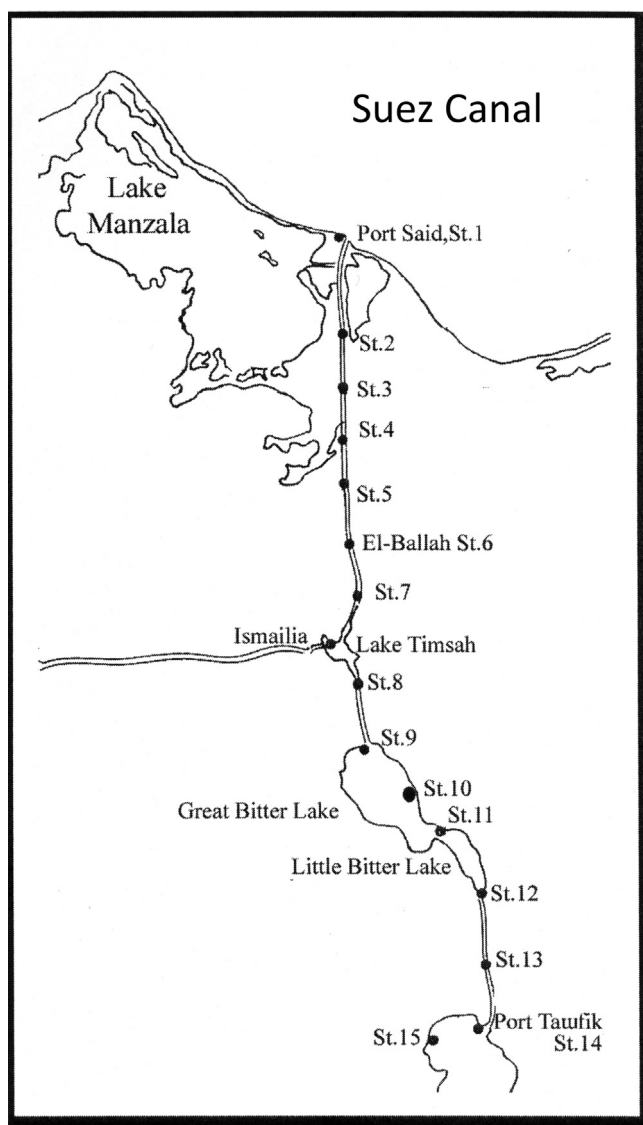 Suez Canal
Lake
Manzala
Port Said,St.1
St.2
St.3
St.4
St.5
El-Ballah St.6
St.7
Ismailia
Lake Timsah
St.8
St.9
St.10
Great Bitter Lake
St.11
Little Bitter Lake
St.12
St.13
Port Taufik
St.15
St.14